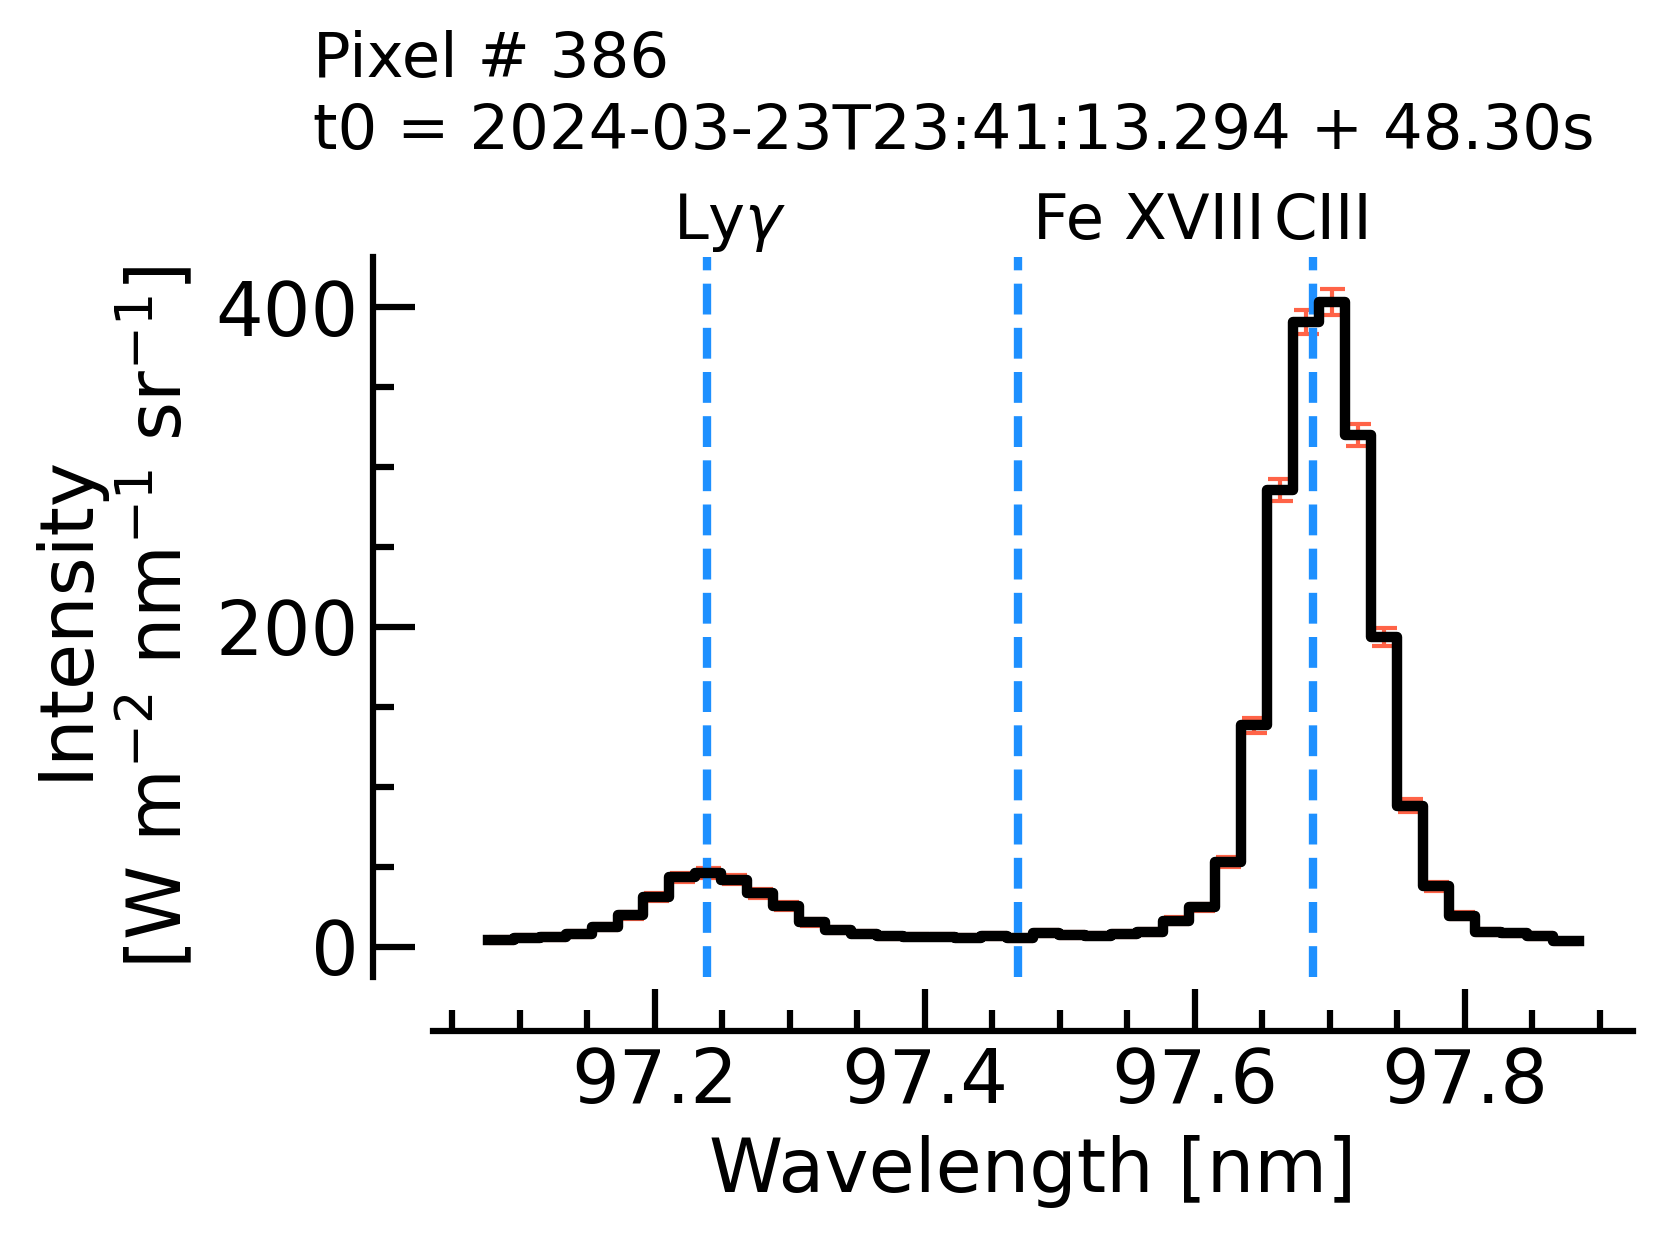 Pixel # 386
t0 = 2024-03-23T23:41:13.294 + 48.30s
Lyγ Fe XVIII CIII
Intensity
[W m⁻² nm⁻¹ sr⁻¹]
400
200
0
97.2 97.4 97.6 97.8
Wavelength [nm]